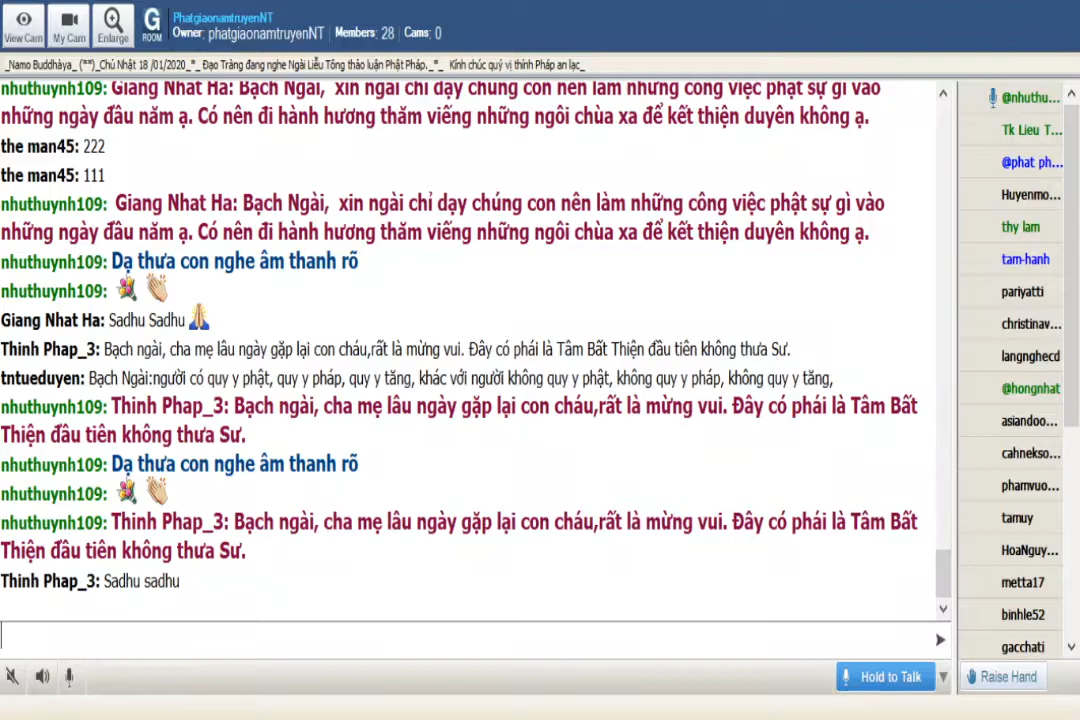 View Cam
My Cam
Enlarge
G
ROOM
PhatgiaonamtruyenNT
Owner: phatgiaonamtruyenNT | Members: 28 | Cams: 0
_Namo Buddhàya_ (**)_Chủ Nhật 18 /01/2020_*_ Đạo Tràng đang nghe Ngài Liễu Tông thảo luận Phật Pháp._*_ Kính chúc quý vị thính Pháp an lạc_
nhuthuynh109: Giang Nhat Ha: Bạch Ngài, xin ngài chỉ dạy chúng con nên làm những công việc phật sự gì vào
những ngày đầu năm ạ. Có nên đi hành hương thăm viếng những ngôi chùa xa để kết thiện duyên không ạ.
the man45: 222
the man45: 111
nhuthuynh109: Giang Nhat Ha: Bạch Ngài, xin ngài chỉ dạy chúng con nên làm những công việc phật sự gì vào
những ngày đầu năm ạ. Có nên đi hành hương thăm viếng những ngôi chùa xa để kết thiện duyên không ạ.
nhuthuynh109: Dạ thưa con nghe âm thanh rõ
nhuthuynh109:
Giang Nhat Ha: Sadhu Sadhu
Thinh Phap_3: Bạch ngài, cha mẹ lâu ngày gặp lại con cháu,rất là mừng vui. Đây có phải là Tâm Bất Thiện đầu tiên không thưa Sư.
tntueduyen: Bạch Ngài:người có quy y phật, quy y pháp, quy y tăng, khác với người không quy y phật, không quy y pháp, không quy y tăng,
nhuthuynh109: Thinh Phap_3: Bạch ngài, cha mẹ lâu ngày gặp lại con cháu,rất là mừng vui. Đây có phải là Tâm Bất
Thiện đầu tiên không thưa Sư.
nhuthuynh109: Dạ thưa con nghe âm thanh rõ
nhuthuynh109:
nhuthuynh109: Thinh Phap_3: Bạch ngài, cha mẹ lâu ngày gặp lại con cháu,rất là mừng vui. Đây có phải là Tâm Bất
Thiện đầu tiên không thưa Sư.
Thinh Phap_3: Sadhu sadhu
@nhuthu...
Tk Lieu T...
@phat ph...
Huyenmo...
thy lam
tam-hanh
pariyatti
christinav...
langnghecd
@hongnhat
asiandoo...
cahnekso...
phamvuo...
tamuy
HoaNguy...
metta17
binhle52
gacchati
Hold to Talk
Raise Hand